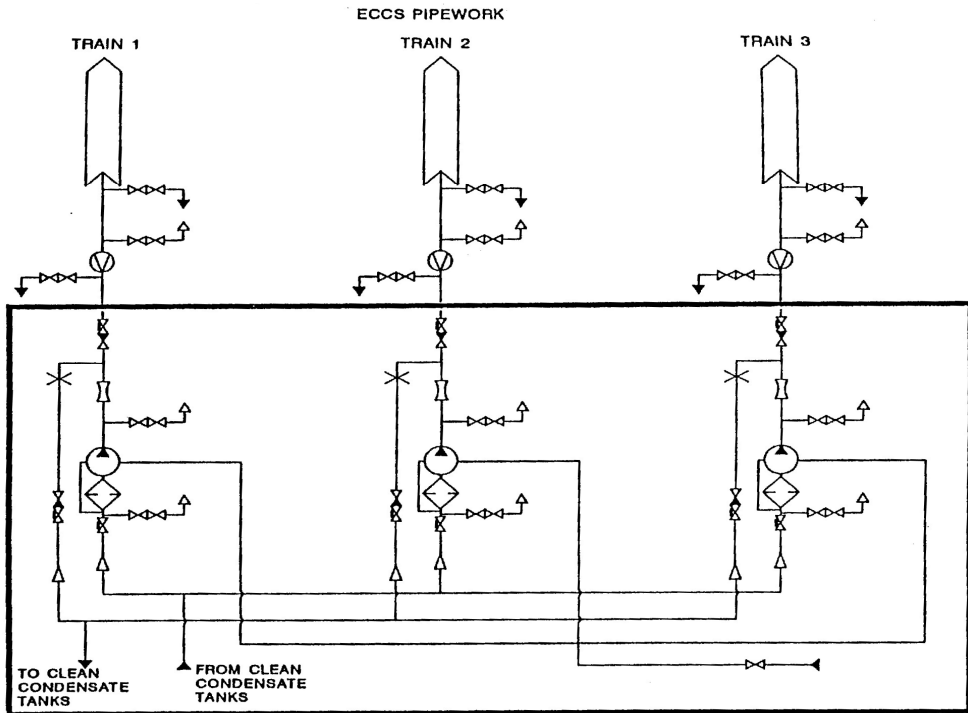 ECCS PIPEWORK
TRAIN 1
TRAIN 2
TRAIN 3
TO CLEAN
CONDENSATE
TANKS
FROM CLEAN
CONDENSATE
TANKS